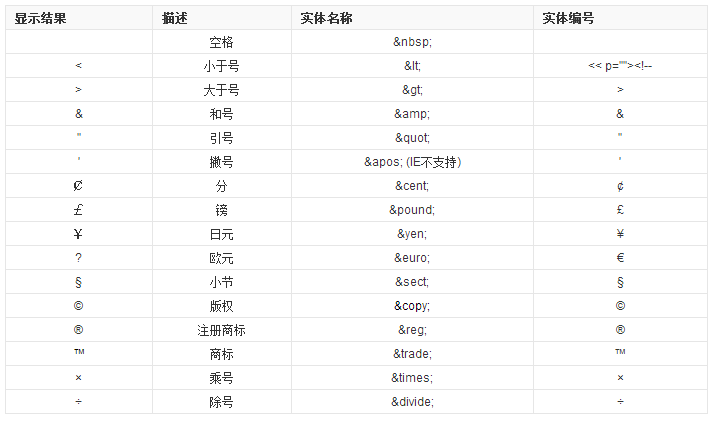 显示结果 描述 实体名称 实体编号
空格 &nbsp;
< 小于号 &lt; << p=""><!--
> 大于号 &gt; >
& 和号 &amp; &
" 引号 &quot; "
' 撇号 &apos; (IE不支持) '
₡ 分 &cent; ¢
£ 镑 &pound; £
¥ 日元 &yen; ¥
? 欧元 &euro; €
§ 小节 &sect; §
© 版权 &copy; ©
® 注册商标 &reg; ®
™ 商标 &trade; ™
× 乘号 &times; ×
÷ 除号 &divide; ÷